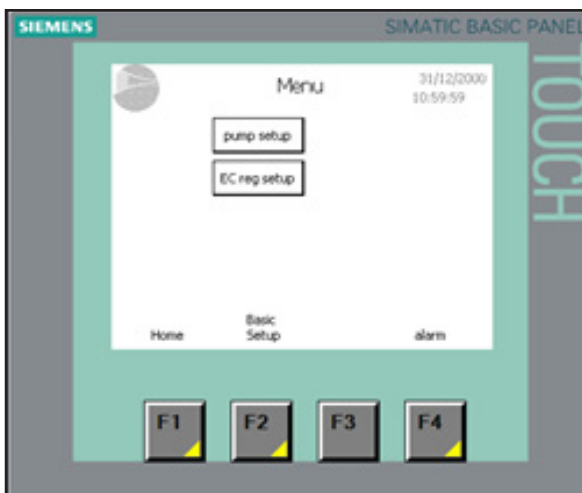 SIEMENS
SIMATIC BASIC PANEL
TOUCH
Menu
31/12/2000
10:59:59
pump setup
EC reg setup
Home
Basic
Setup
alarm
F1
F2
F3
F4